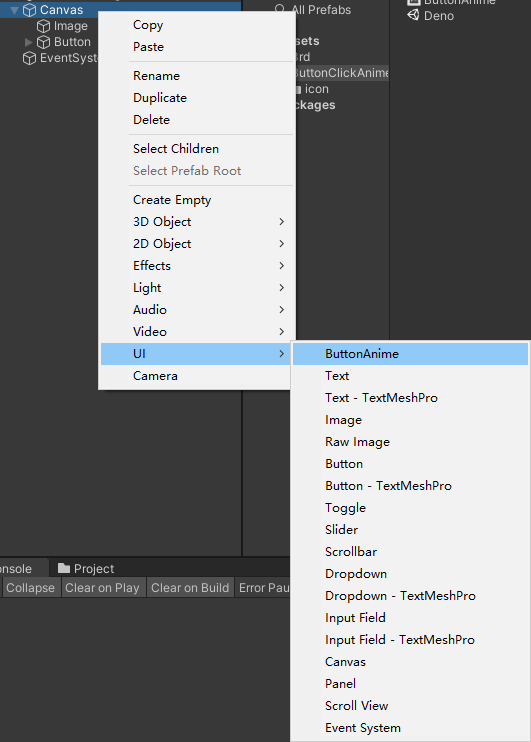 Canvas
Image
Button
EventSyst
Copy
Paste
Rename
Duplicate
Delete
Select Children
Select Prefab Root
Create Empty
3D Object
2D Object
Effects
Light
Audio
Video
UI
Camera
All Prefabs
sets
rd
uttonClickAnime
icon
ckages
ButtonAnime
Deno
ButtonAnime
Text
Text - TextMeshPro
Image
Raw Image
Button
Button - TextMeshPro
Toggle
Slider
Scrollbar
Dropdown
Dropdown - TextMeshPro
Input Field
Input Field - TextMeshPro
Canvas
Panel
Scroll View
Event System
onsole
Project
Collapse
Clear on Play
Clear on Build
Error Pau